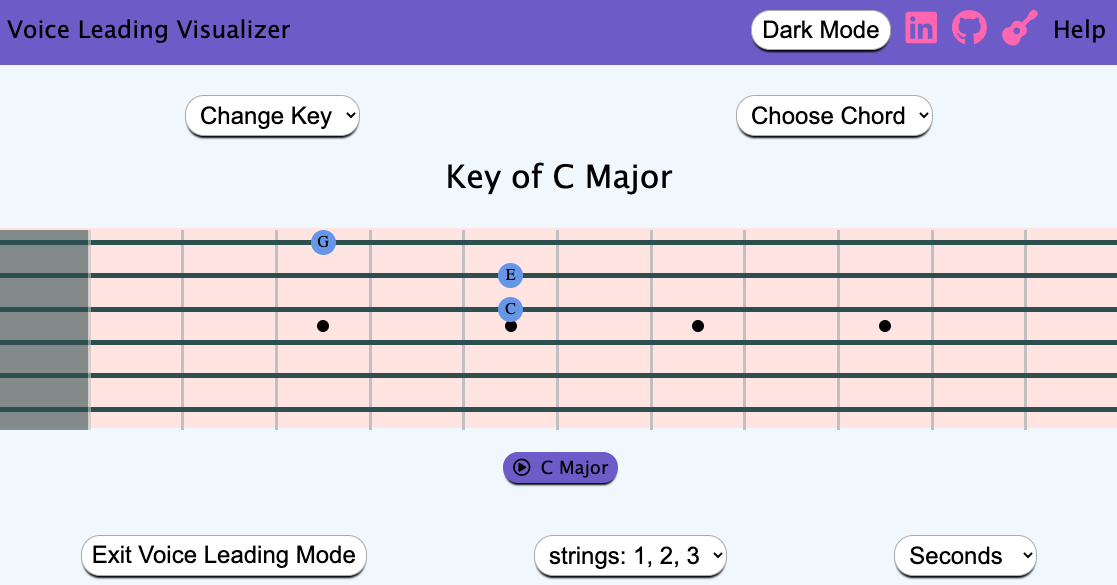 Voice Leading Visualizer
Dark Mode
in
Help
Change Key
Choose Chord
Key of C Major
G
E
C
C Major
Exit Voice Leading Mode
strings: 1, 2, 3
Seconds